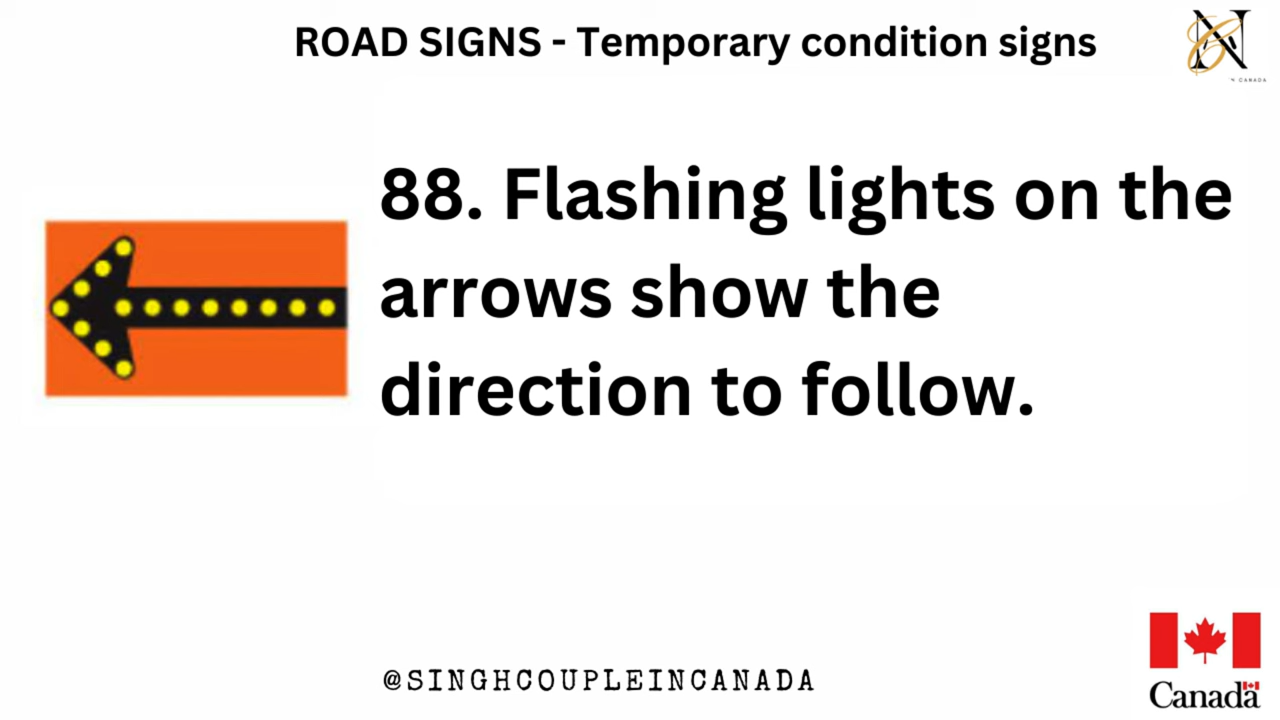 ROAD SIGNS - Temporary condition signs
88. Flashing lights on the
arrows show the
direction to follow.
@SINGHCOUPLEINCANADA
Canada